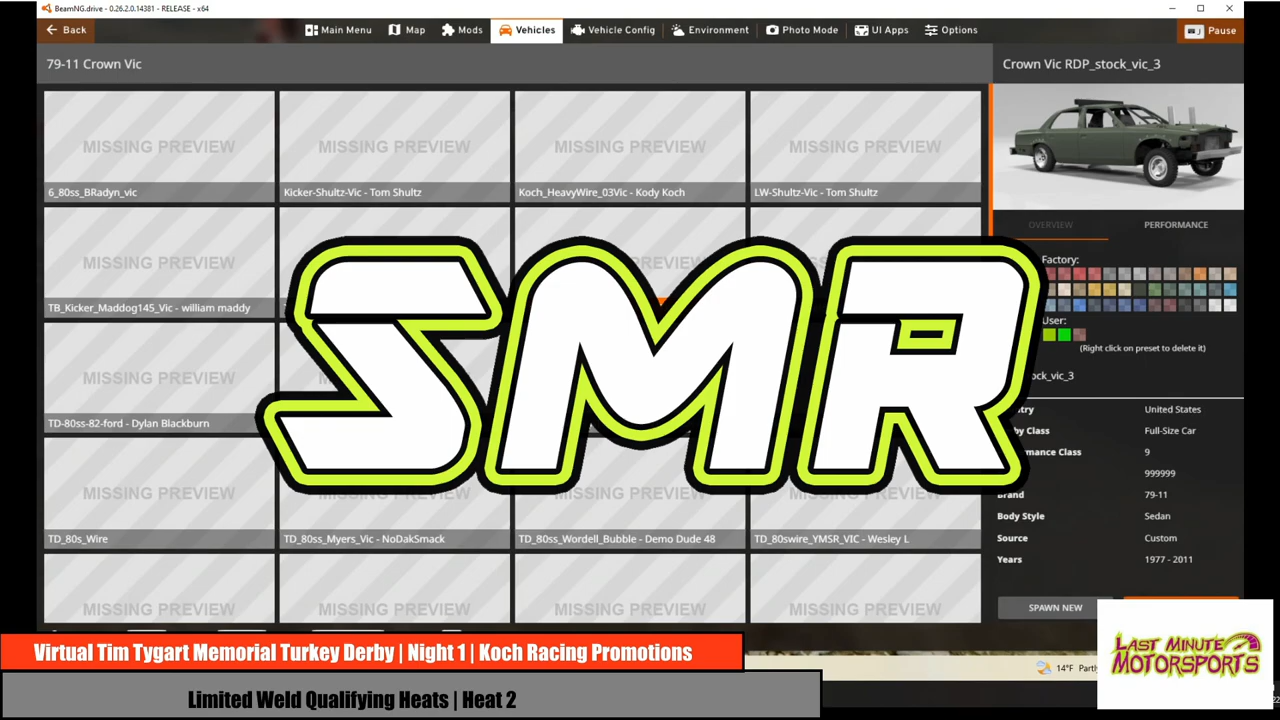 BeamNG.drive - 0.26.2.0.14381 - RELEASE - x64
Back
Main Menu
Map
Mods
Vehicles
Vehicle Config
Environment
Photo Mode
UI Apps
Options
Pause
79-11 Crown Vic
Crown Vic RDP_stock_vic_3
MISSING PREVIEW
MISSING PREVIEW
MISSING PREVIEW
MISSING PREVIEW
6_80ss_BRadyn_vic
Kicker-Shultz-Vic - Tom Shultz
Koch_HeavyWire_03Vic - Kody Koch
LW-Shultz-Vic - Tom Shultz
OVERVIEW
PERFORMANCE
MISSING PREVIEW
Factory:
TB_Kicker_Maddog145_Vic - william maddy
User:
(Right click on preset to delete it)
SMR
MISSING PREVIEW
TD-80ss-82-ford - Dylan Blackburn
United States
Full-Size Car
9
999999
79-11
Body Style
Sedan
Source
Custom
Years
1977 - 2011
MISSING PREVIEW
TD_80s_Wire
TD_80ss_Myers_Vic - NoDakSmack
TD_80ss_Wordell_Bubble - Demo Dude 48
TD_80swire_YMSR_VIC - Wesley L
MISSING PREVIEW
MISSING PREVIEW
MISSING PREVIEW
MISSING PREVIEW
SPAWN NEW
Virtual Tim Tygart Memorial Turkey Derby | Night 1 | Koch Racing Promotions
Limited Weld Qualifying Heats | Heat 2
14°F
LAST MINUTE
MOTORSPORTS